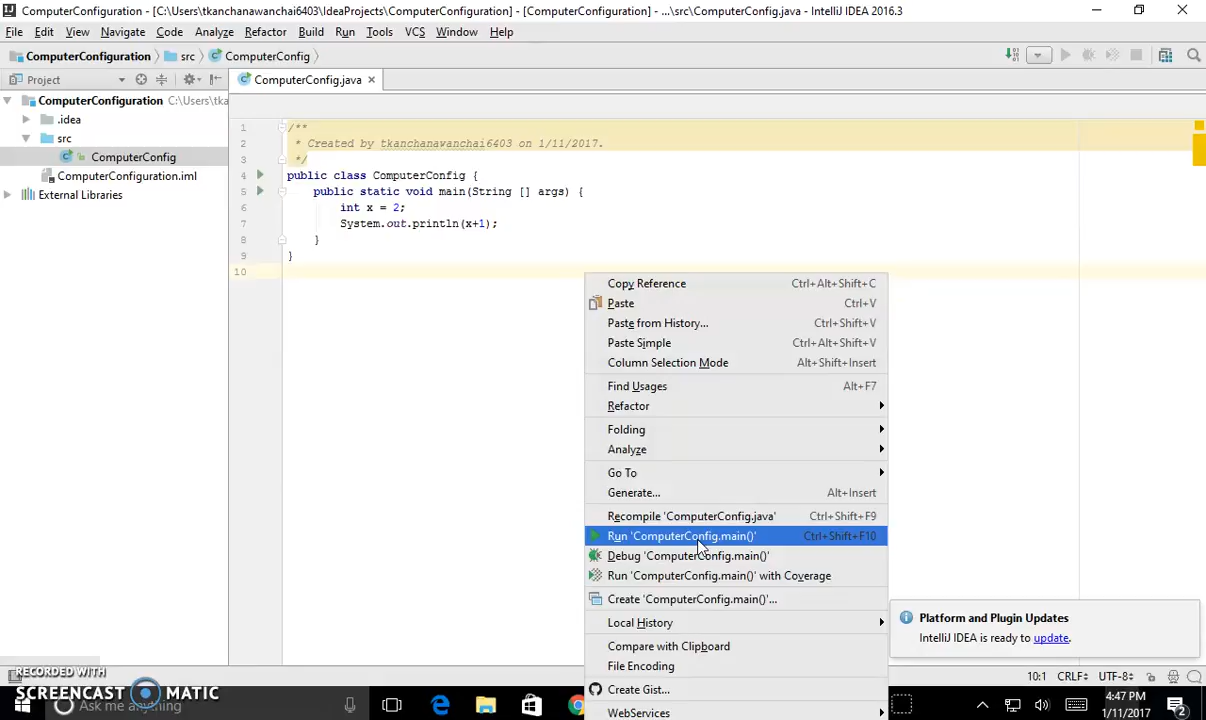 ComputerConfiguration - [C:\Users\tkanchanawanchai6403\IdeaProjects\ComputerConfiguration] - [ComputerConfiguration] - ...\src\ComputerConfig.java - IntelliJ IDEA 2016.3
File Edit View Navigate Code Analyze Refactor Build Run Tools VCS Window Help
ComputerConfiguration src ComputerConfig
Project
ComputerConfig.java
ComputerConfiguration C:\Users\tka
.idea
src
ComputerConfig
ComputerConfiguration.iml
External Libraries
1 /**
2 * Created by tkanchanawanchai6403 on 1/11/2017.
3 */
4 public class ComputerConfig {
5 public static void main(String [] args) {
6 int x = 2;
7 System.out.println(x+1);
8 }
9 }
10
Copy Reference Ctrl+Alt+Shift+C
Paste Ctrl+V
Paste from History... Ctrl+Shift+V
Paste Simple Ctrl+Alt+Shift+V
Column Selection Mode Alt+Shift+Insert
Find Usages Alt+F7
Refactor
Folding
Analyze
Go To
Generate... Alt+Insert
Recompile 'ComputerConfig.java' Ctrl+Shift+F9
Run 'ComputerConfig.main()' Ctrl+Shift+F10
Debug 'ComputerConfig.main()'
Run 'ComputerConfig.main()' with Coverage
Create 'ComputerConfig.main()'...
Local History
Compare with Clipboard
File Encoding
Create Gist...
WebServices
Platform and Plugin Updates
IntelliJ IDEA is ready to update.
10:1 CRLF UTF-8
RECORDED WITH
SCREENCAST MATIC
Ask me anything
4:47 PM
1/11/2017
2